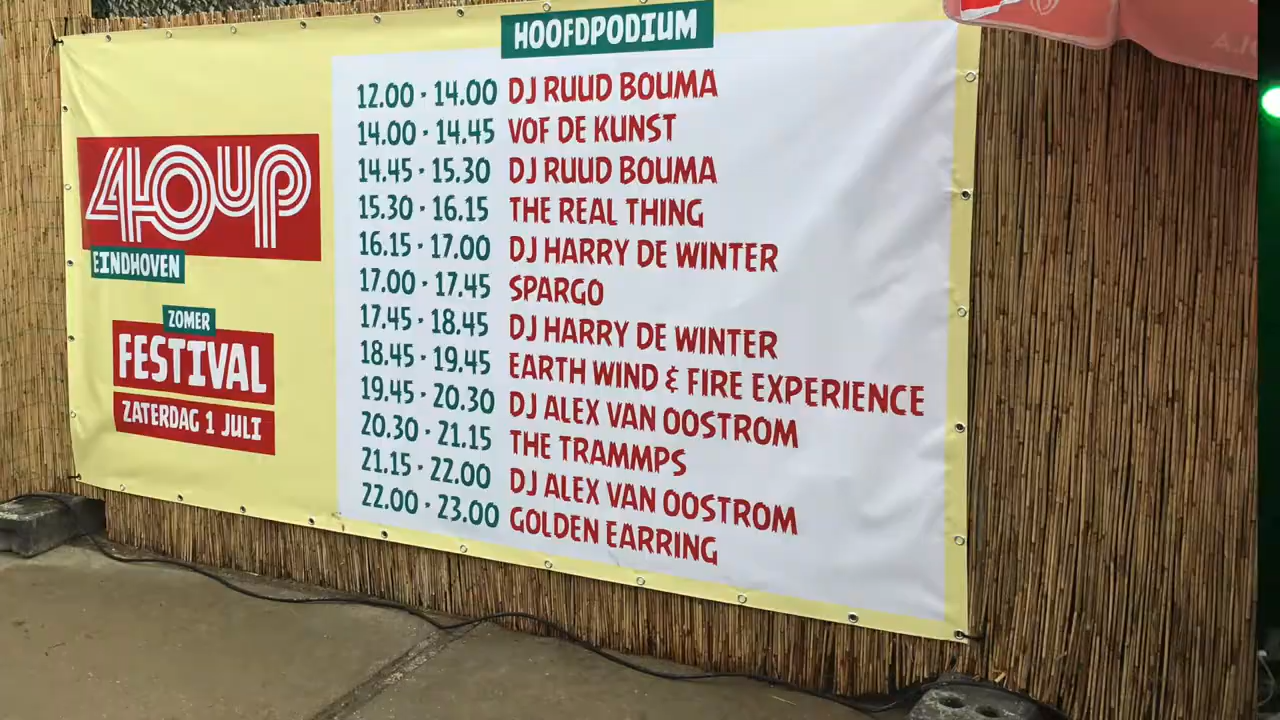 HOOFDPODIUM
40UP
EINDHOVEN
ZOMER
FESTIVAL
ZATERDAG 1 JULI
12.00 - 14.00 DJ RUUD BOUMA
14.00 - 14.45 VOF DE KUNST
14.45 - 15.30 DJ RUUD BOUMA
15.30 - 16.15 THE REAL THING
16.15 - 17.00 DJ HARRY DE WINTER
17.00 - 17.45 SPARGO
17.45 - 18.45 DJ HARRY DE WINTER
18.45 - 19.45 EARTH WIND & FIRE EXPERIENCE
19.45 - 20.30 DJ ALEX VAN OOSTROM
20.30 - 21.15 THE TRAMMPS
21.15 - 22.00 DJ ALEX VAN OOSTROM
22.00 - 23.00 GOLDEN EARRING